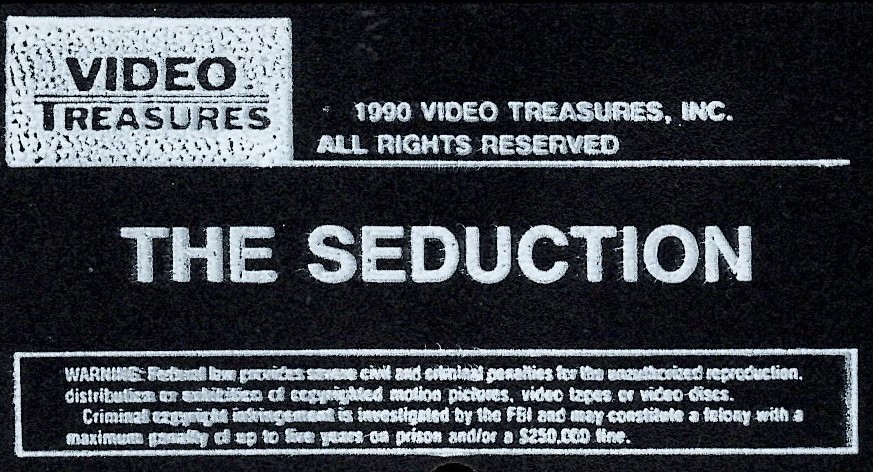 VIDEO
TREASURES
1990 VIDEO TREASURES, INC.
ALL RIGHTS RESERVED
THE SEDUCTION
WARNING: Federal law provides severe civil and criminal penalties for the unauthorized reproduction,
distribution or exhibition of copyrighted motion pictures, video tapes or video discs.
Criminal copyright infringement is investigated by the FBI and may constitute a felony with a
maximum penalty of up to five years on prison and/or a $250,000 fine.